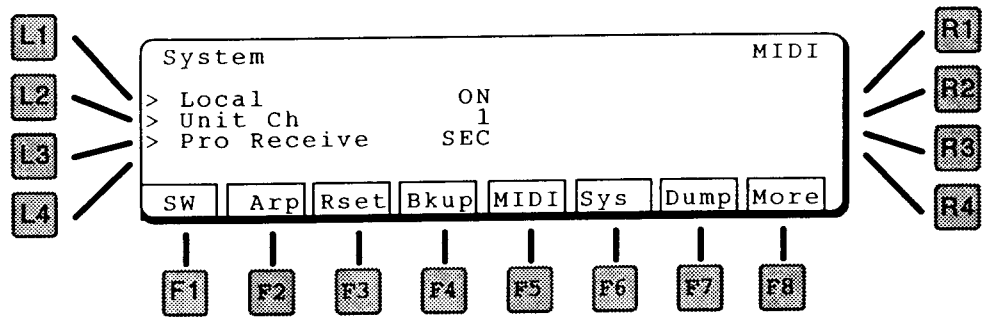 L1
L2
L3
L4
System MIDI
> Local ON
> Unit Ch 1
> Pro Receive SEC
SW Arp Rset Bkup MIDI Sys Dump More
R1
R2
R3
R4
F1 F2 F3 F4 F5 F6 F7 F8